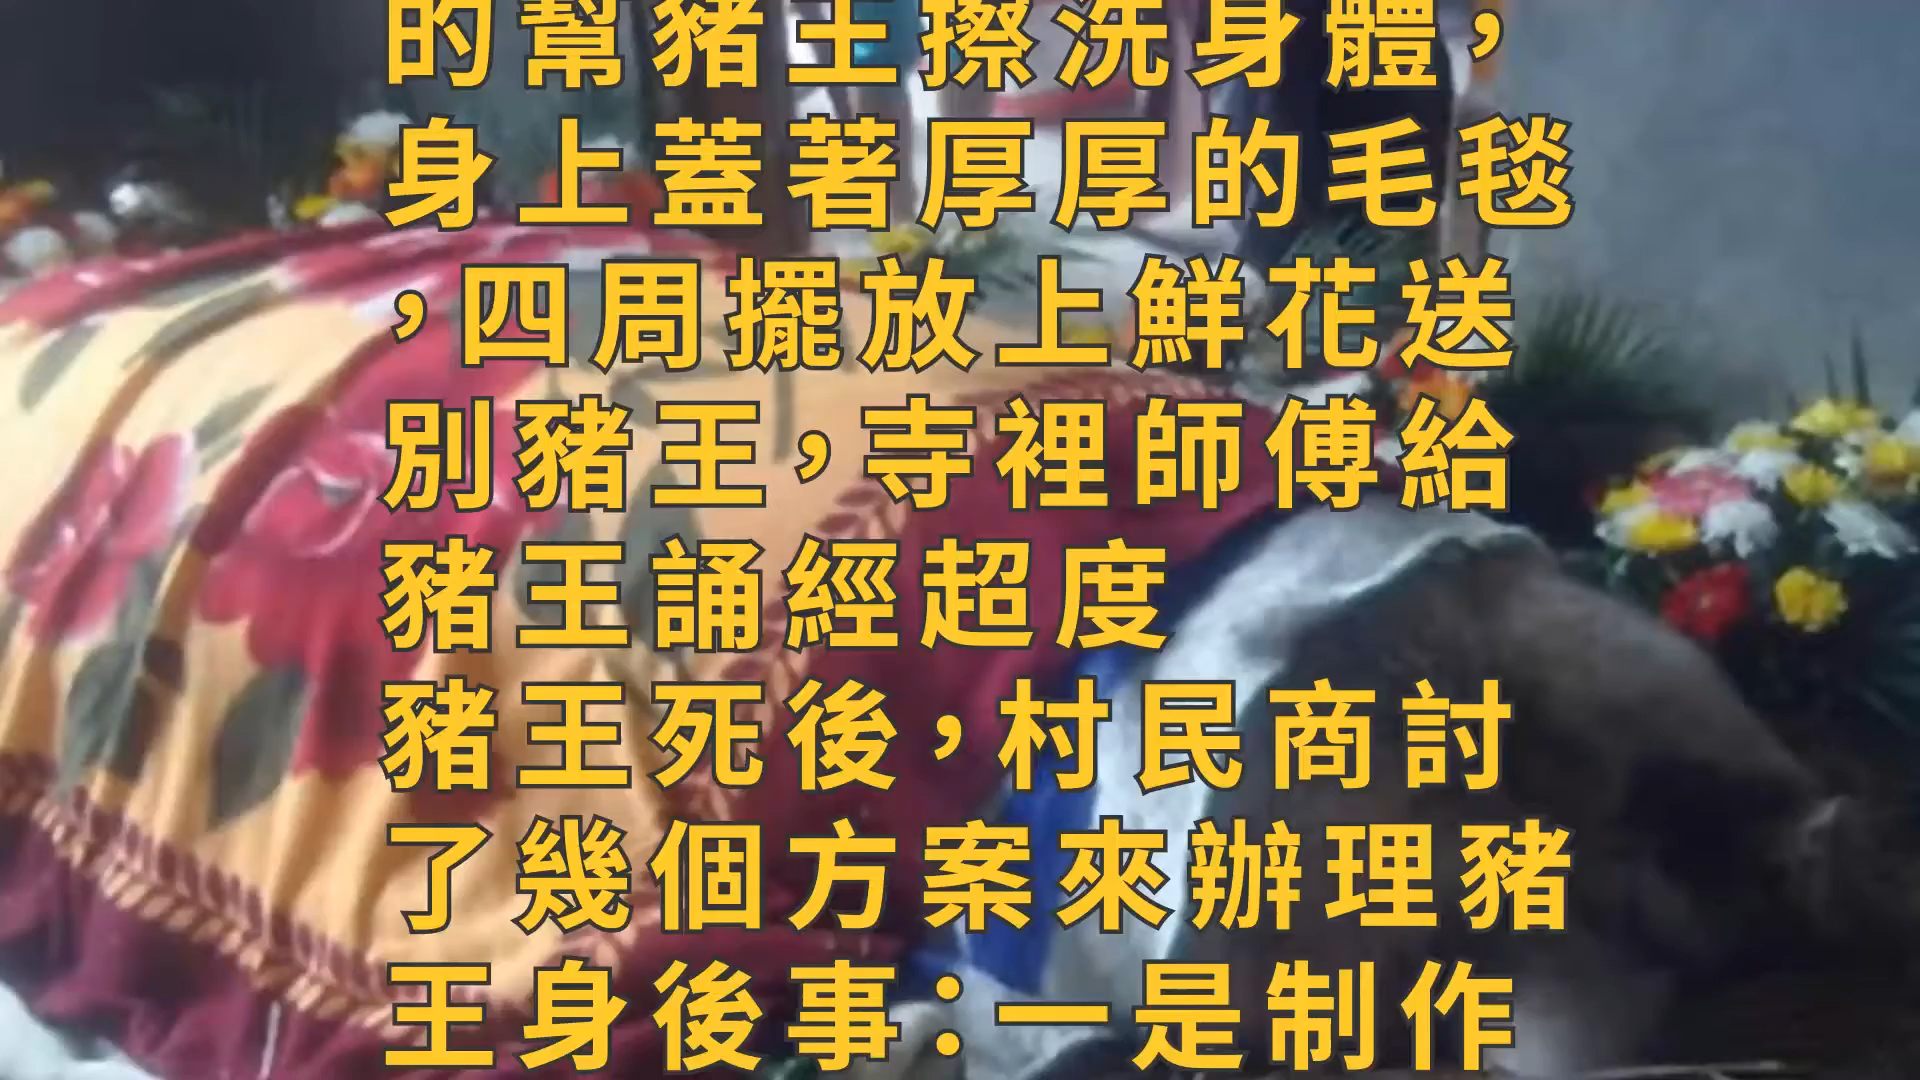 的幫豬王擦洗身體，
身上蓋著厚厚的毛毯
，四周擺放上鮮花送
別豬王，寺裡師傅給
豬王誦經超度
豬王死後，村民商討
了幾個方案來辦理豬
王身後事：一是制作